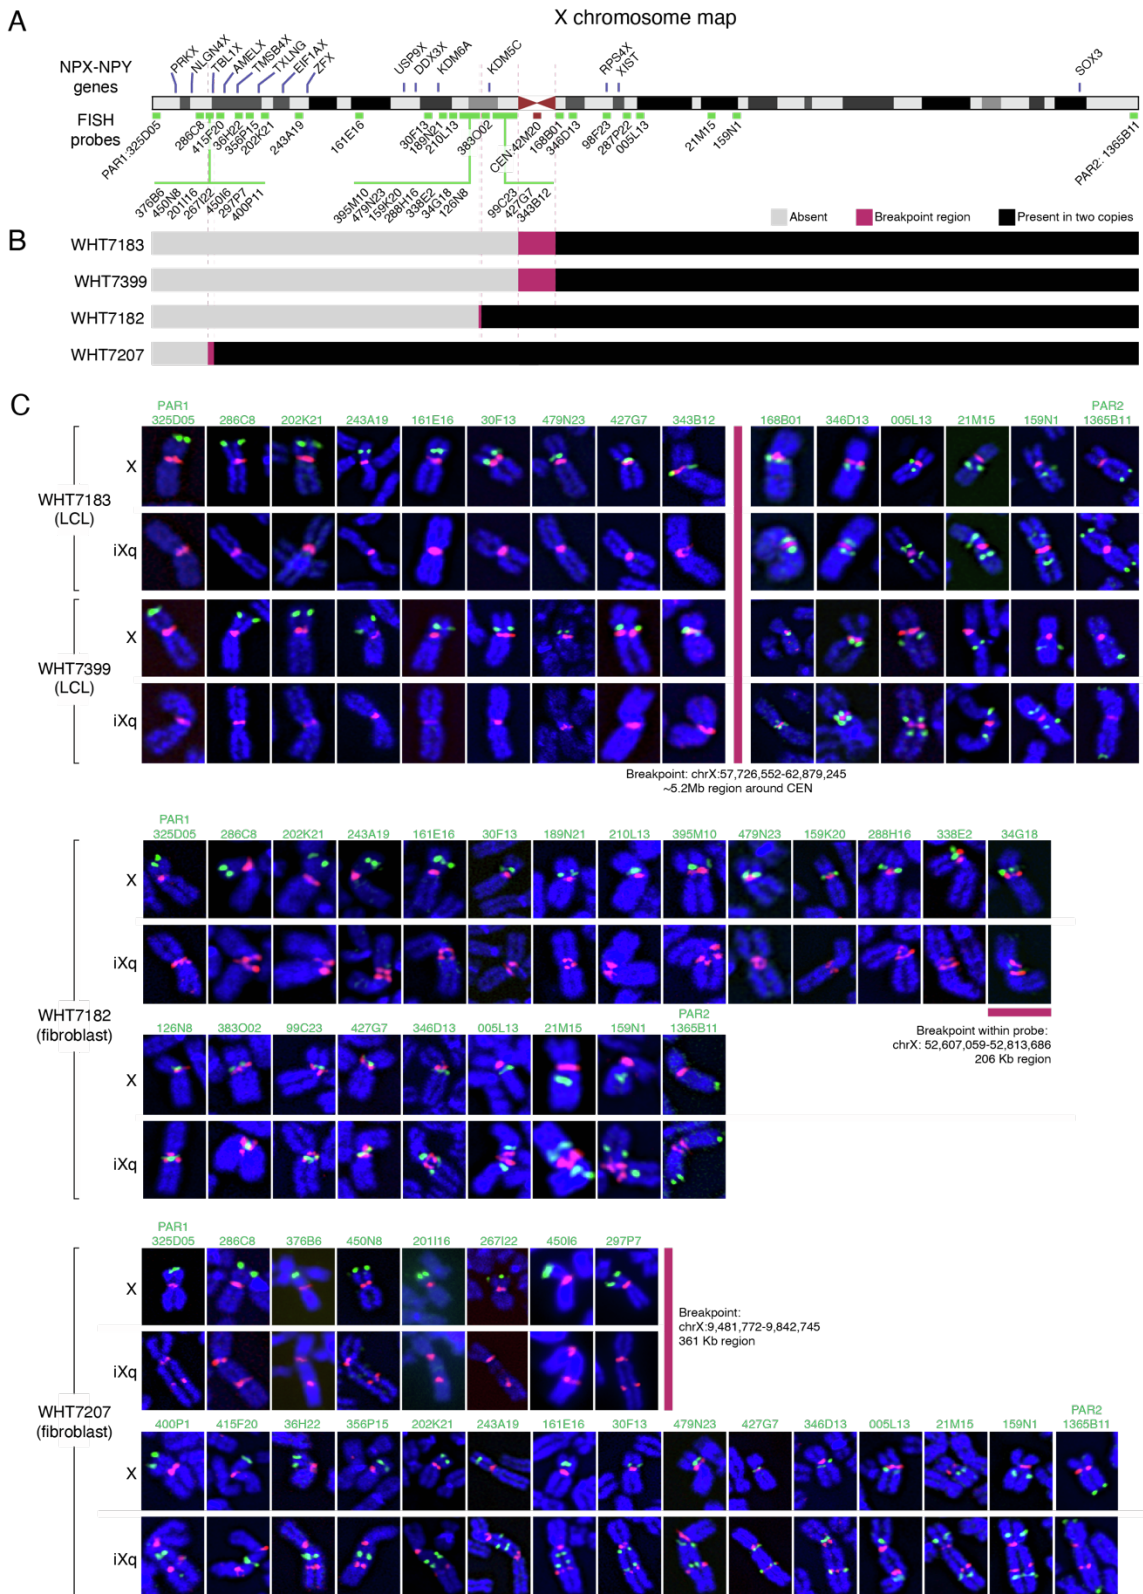 A
X chromosome map
NPX-NPY
genes
PRKX
NLGN4X
TBL1X
AMELX
TMSB4X
TXLNG
EIF1AX
ZFX
USP9X
DDX3X
KDM6A
KDM5C
RPS4X
XIST
SOX3
FISH
probes
PAR1:325D05
286C8
415F20
36H22
356P15
202K21
243A19
161E16
30F13
189N21
210L13
383O02
CEN:42M20
168B01
346D13
98F23
287P22
005L13
21M15
159N1
PAR2: 1365B11
376B6
450N8
201I16
267I22
450I6
297P7
400P11
395M10
479N23
159K20
288H16
338E2
34G18
126N8
99C23
427G7
343B12
Absent
Breakpoint region
Present in two copies
B
WHT7183
WHT7399
WHT7182
WHT7207
C
PAR1 PAR2
325D05 286C8 202K21 243A19 161E16 30F13 479N23 427G7 343B12 168B01 346D13 005L13 21M15 159N1 1365B11
WHT7183
(LCL)
X
iXq
WHT7399
(LCL)
X
iXq
Breakpoint: chrX:57,726,552-62,879,245
~5.2Mb region around CEN
PAR1
325D05 286C8 202K21 243A19 161E16 30F13 189N21 210L13 395M10 479N23 159K20 288H16 338E2 34G18
X
iXq
WHT7182
(fibroblast)
Breakpoint within probe:
chrX: 52,607,059-52,813,686
206 Kb region
PAR2
126N8 383O02 99C23 427G7 346D13 005L13 21M15 159N1 1365B11
X
iXq
PAR1
325D05 286C8 376B6 450N8 201I16 267I22 450I6 297P7
X
iXq
Breakpoint:
chrX:9,481,772-9,842,745
361 Kb region
WHT7207
(fibroblast)
PAR2
400P1 415F20 36H22 356P15 202K21 243A19 161E16 30F13 479N23 427G7 346D13 005L13 21M15 159N1 1365B11
X
iXq